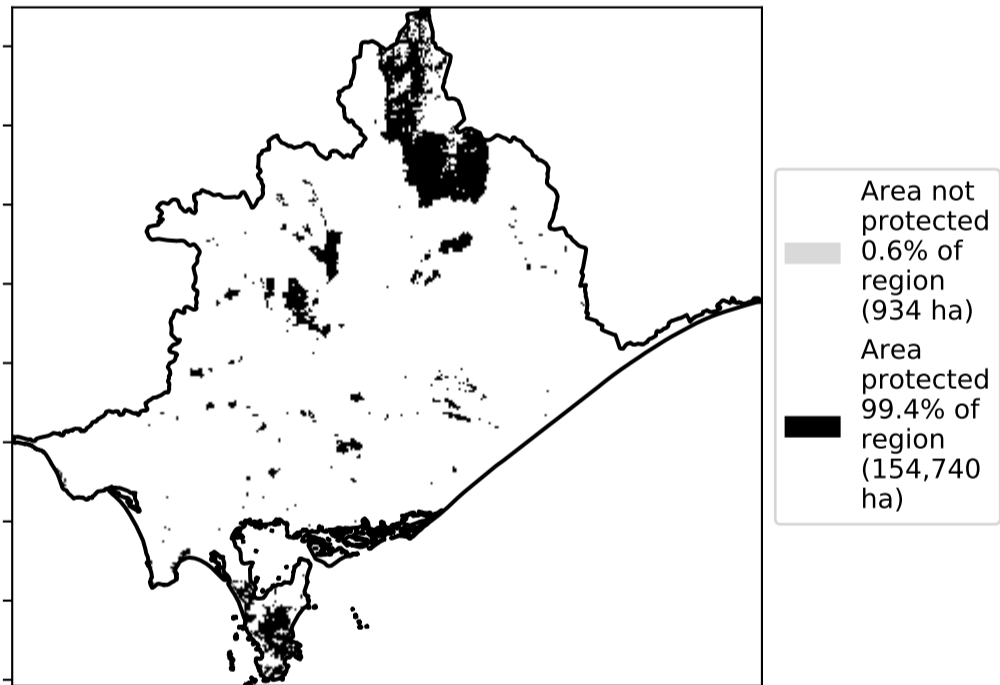 Area not
protected
0.6% of
region
(934 ha)
Area
protected
99.4% of
region
(154,740
ha)